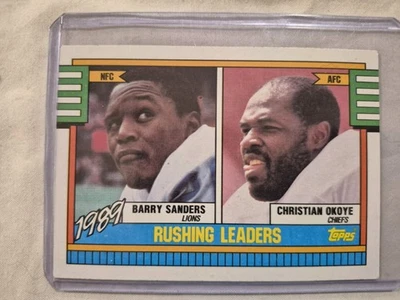 NFC
AFC
1989
BARRY SANDERS
LIONS
CHRISTIAN OKOYE
CHIEFS
RUSHING LEADERS
TOPPS